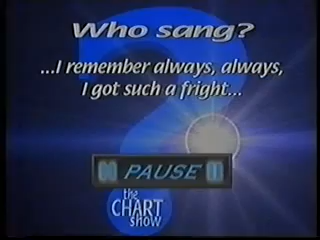 Who sang?
...I remember always, always,
I got such a fright...
PAUSE
the
CHART
show